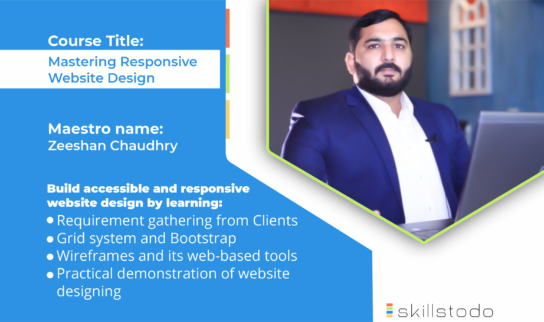 Course Title:
Mastering Responsive
Website Design
Maestro name:
Zeeshan Chaudhry
Build accessible and responsive
website design by learning:
Requirement gathering from Clients
Grid system and Bootstrap
Wireframes and its web-based tools
Practical demonstration of website
designing
skillstodo